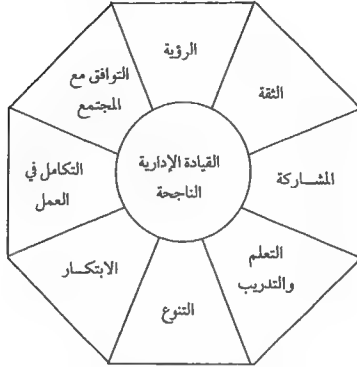 الرؤية
الثقة
المشاركة
التعلم
والتدريب
التنوع
الابتكار
التكامل في
العمل
التوافق مع
المجتمع
القيادة الإدارية
الناجحة